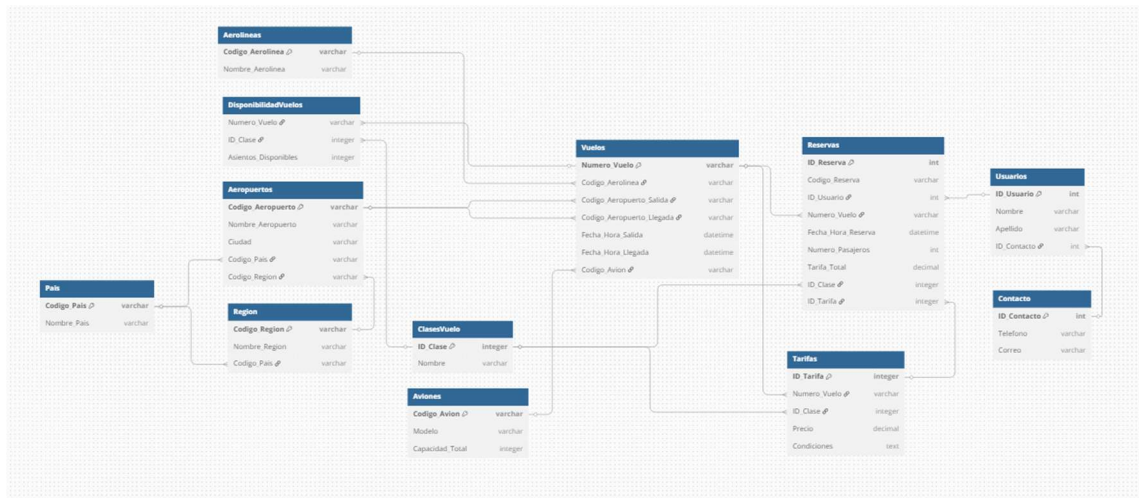 Aerolineas
Codigo_Aerolinea varchar
Nombre_Aerolinea varchar
DisponibilidadVuelos
Numero_Vuelo varchar
ID_Clase integer
Asientos_Disponibles integer
Aeropuertos
Codigo_Aeropuerto varchar
Nombre_Aeropuerto varchar
Ciudad varchar
Codigo_Pais varchar
Codigo_Region varchar
Pais
Codigo_Pais varchar
Nombre_Pais varchar
Region
Codigo_Region varchar
Nombre_Region varchar
Codigo_Pais varchar
ClasesVuelo
ID_Clase integer
Nombre varchar
Aviones
Codigo_Avion varchar
Modelo varchar
Capacidad_Total integer
Vuelos
Numero_Vuelo varchar
Codigo_Aerolinea varchar
Codigo_Aeropuerto_Salida varchar
Codigo_Aeropuerto_Llegada varchar
Fecha_Hora_Salida datetime
Fecha_Hora_Llegada datetime
Codigo_Avion varchar
Reservas
ID_Reserva int
Codigo_Reserva varchar
ID_Usuario int
Numero_Vuelo varchar
Fecha_Hora_Reserva datetime
Numero_Pasajeros int
Tarifa_Total decimal
ID_Clase integer
ID_Tarifa integer
Tarifas
ID_Tarifa integer
Numero_Vuelo varchar
ID_Clase integer
Precio decimal
Condiciones text
Usuarios
ID_Usuario int
Nombre varchar
Apellido varchar
ID_Contacto int
Contacto
ID_Contacto int
Telefono varchar
Correo varchar